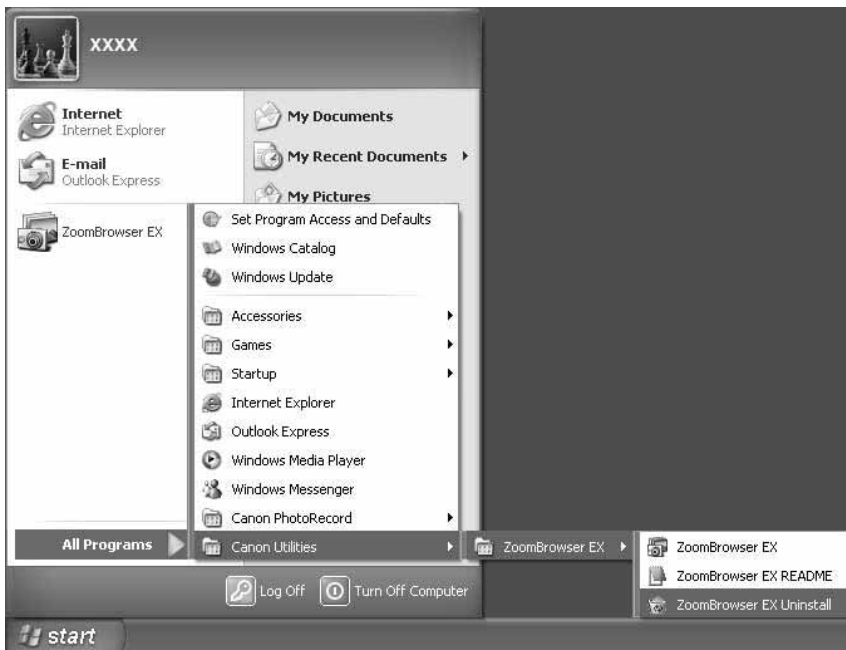 xxxx
Internet
Internet Explorer
E-mail
Outlook Express
ZoomBrowser EX
My Documents
My Recent Documents
My Pictures
Set Program Access and Defaults
Windows Catalog
Windows Update
Accessories
Games
Startup
Internet Explorer
Outlook Express
Windows Media Player
Windows Messenger
Canon PhotoRecord
All Programs
Canon Utilities
ZoomBrowser EX
ZoomBrowser EX
ZoomBrowser EX README
ZoomBrowser EX Uninstall
Log Off
Turn Off Computer
start